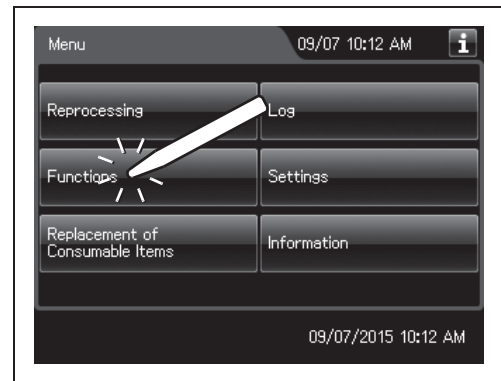 Menu
09/07 10:12 AM
i
Reprocessing
Log
Functions
Settings
Replacement of
Consumable Items
Information
09/07/2015 10:12 AM